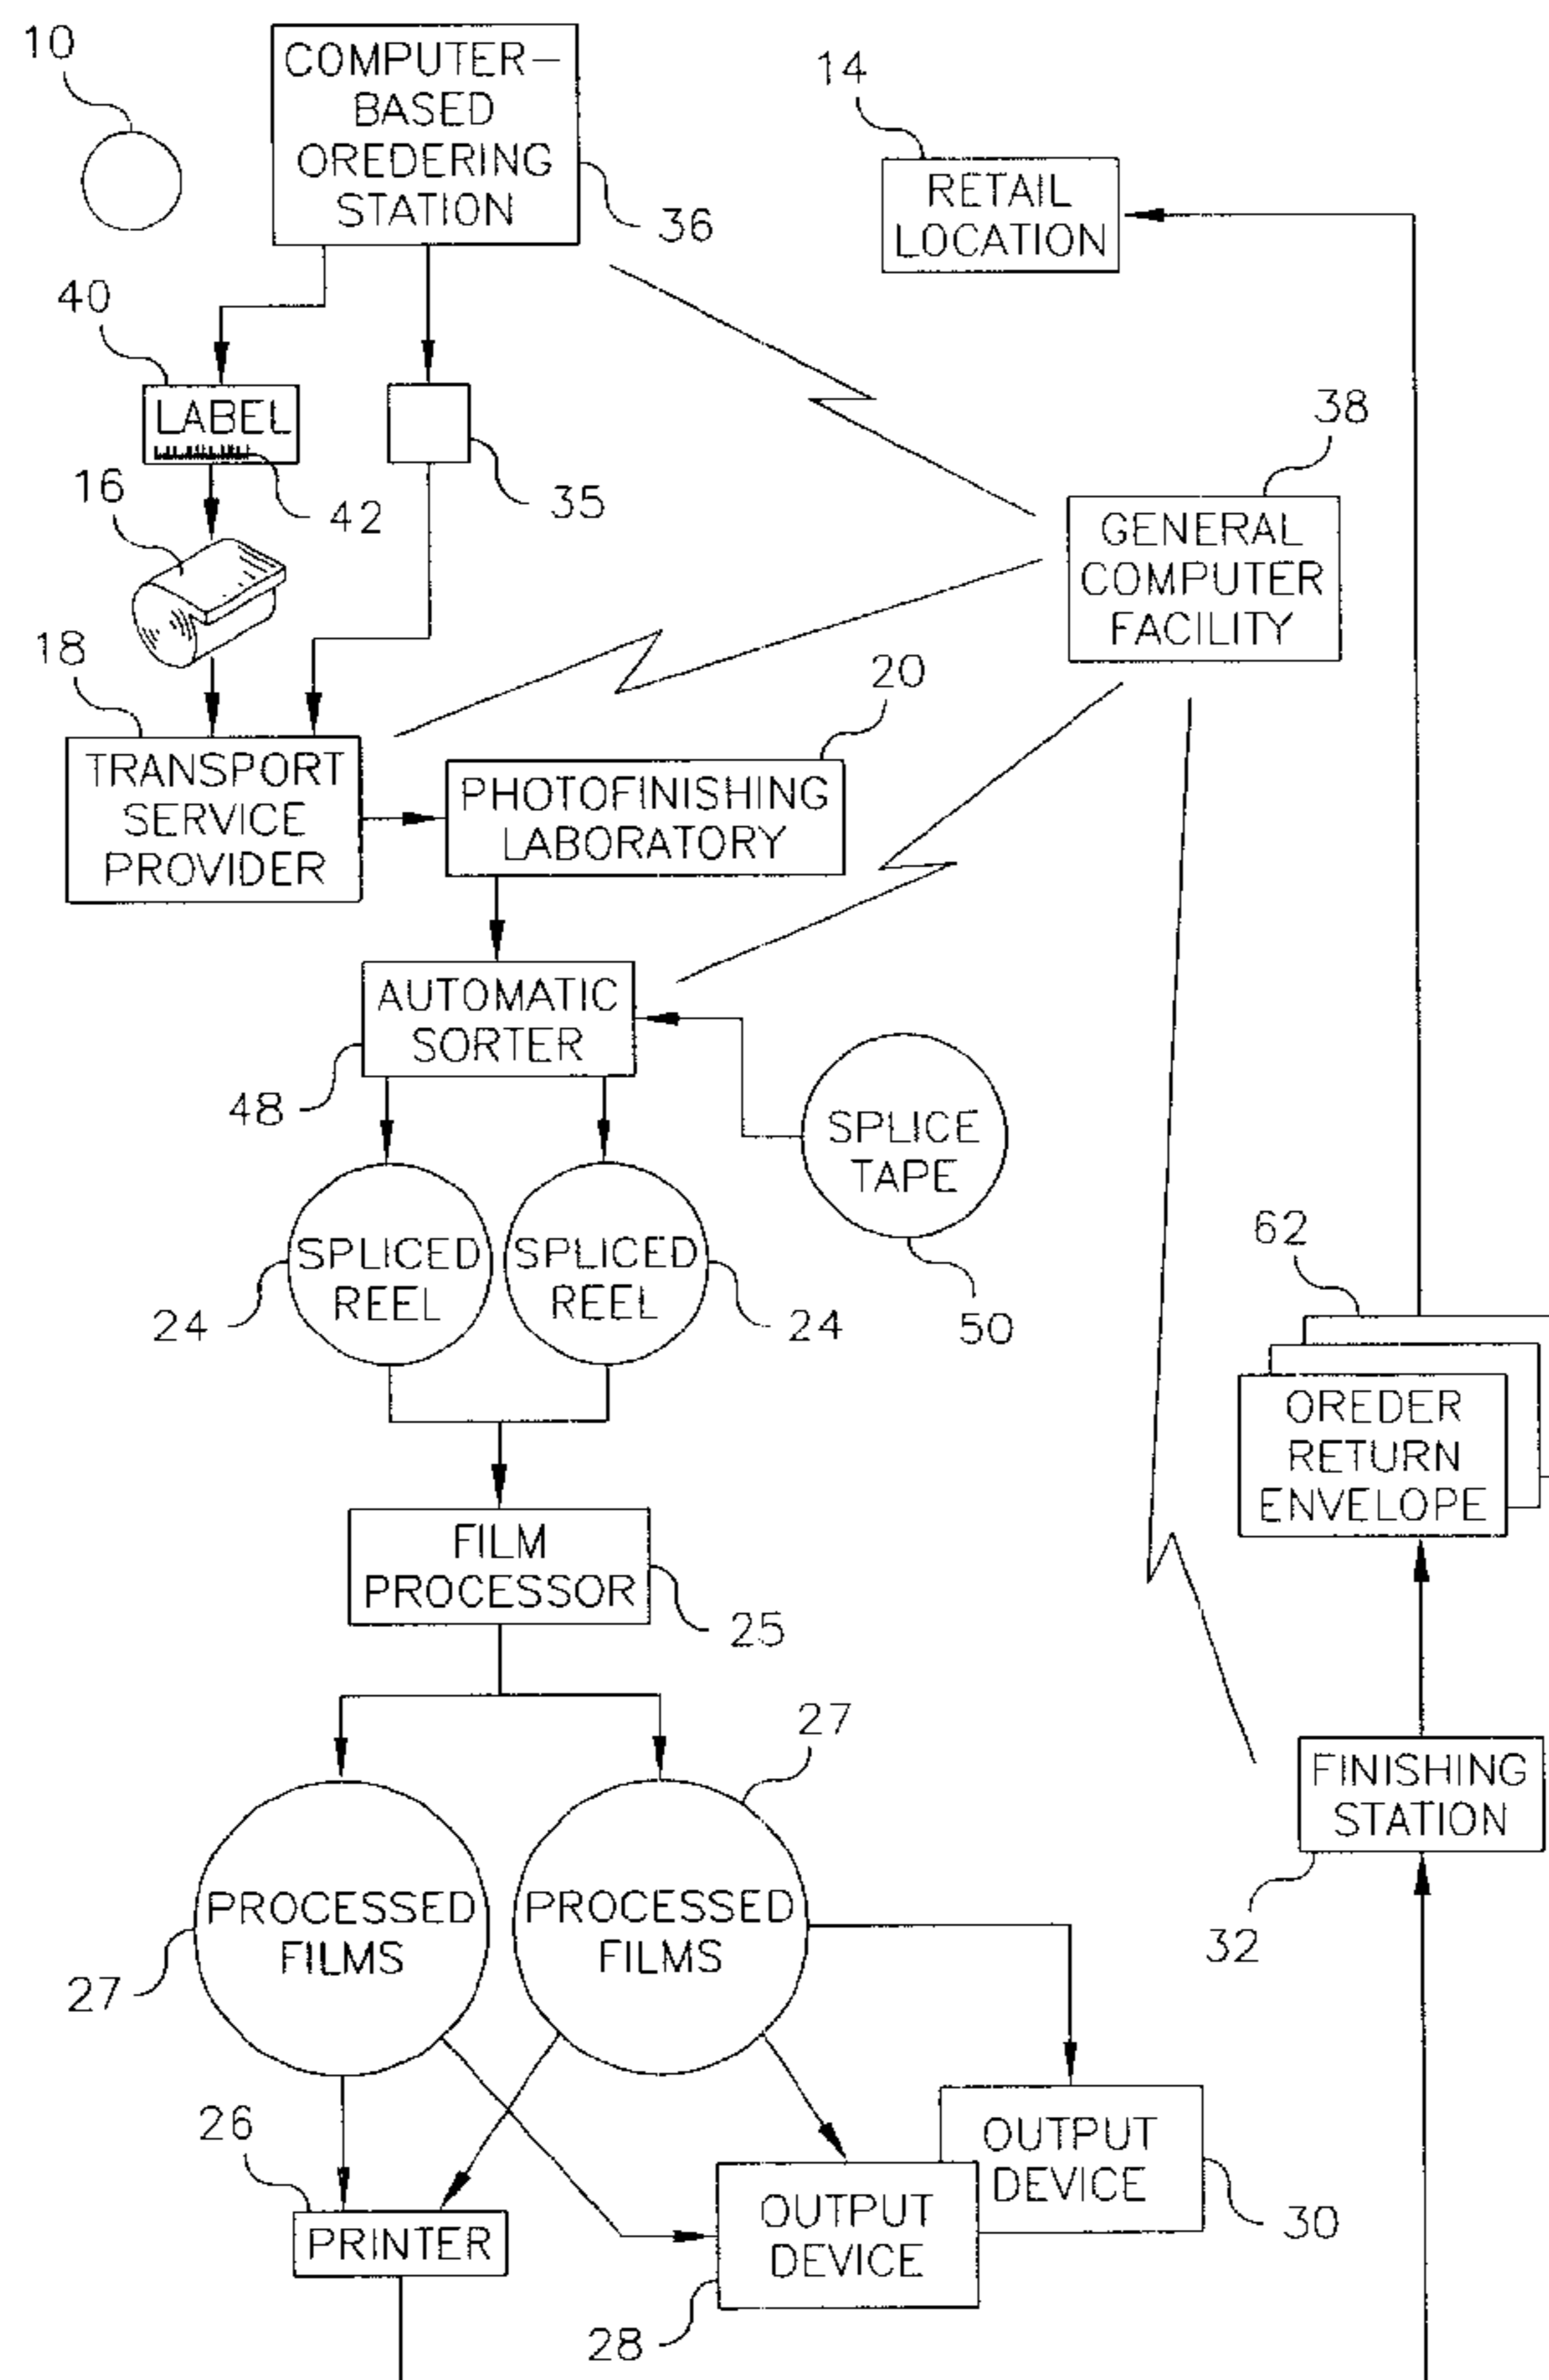 10
COMPUTER-
BASED
OREDERING
STATION
36
14
RETAIL
LOCATION
40
LABEL
42
35
16
38
GENERAL
COMPUTER
FACILITY
18
TRANSPORT
SERVICE
PROVIDER
20
PHOTOFINISHING
LABORATORY
AUTOMATIC
SORTER
48
SPLICE
TAPE
50
SPLICED
REEL
24
SPLICED
REEL
24
62
OREDER
RETURN
ENVELOPE
FILM
PROCESSOR
25
27
FINISHING
STATION
32
PROCESSED
FILMS
27
PROCESSED
FILMS
26
PRINTER
OUTPUT
DEVICE
30
OUTPUT
DEVICE
28